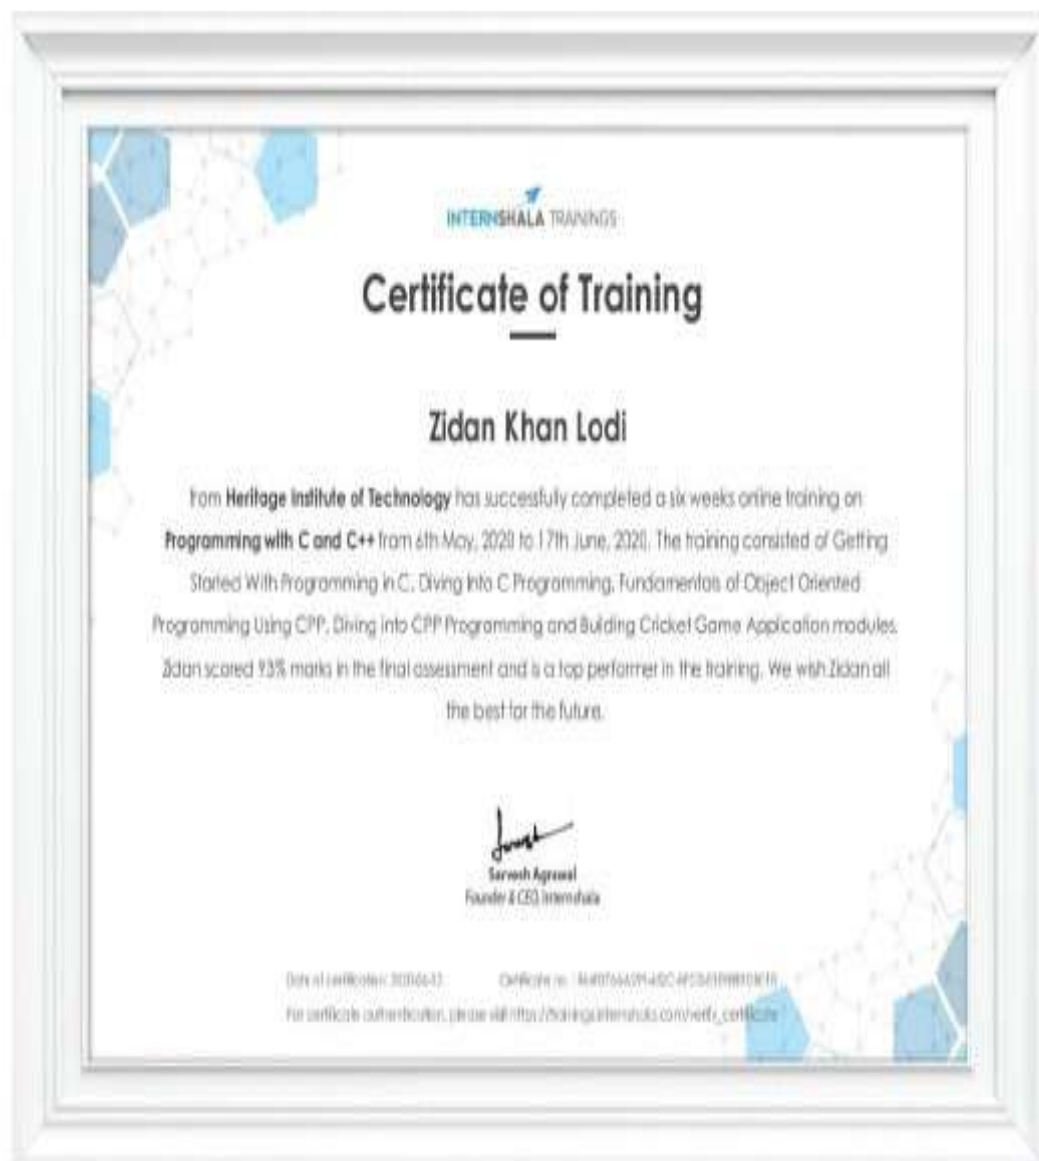 INTERNSHALA TRAININGS
Certificate of Training
Zidan Khan Lodi
from Heritage Institute of Technology has successfully completed a six weeks online training on
Programming with C and C++ from 6th May, 2020 to 17th June, 2020. The training consisted of Getting
Started With Programming in C, Diving Into C Programming, Fundamentals of Object Oriented
Programming Using CPP, Diving into CPP Programming and Building Cricket Game Application modules.
Zidan scored 93% marks in the final assessment and is a top performer in the training. We wish Zidan all
the best for the future.
Sarvesh Agrawal
Founder & CEO, Internshala
Date of certification: Certificate no. :
For certificate authentication, please visit https://trainings.internshala.com/verify_certificate